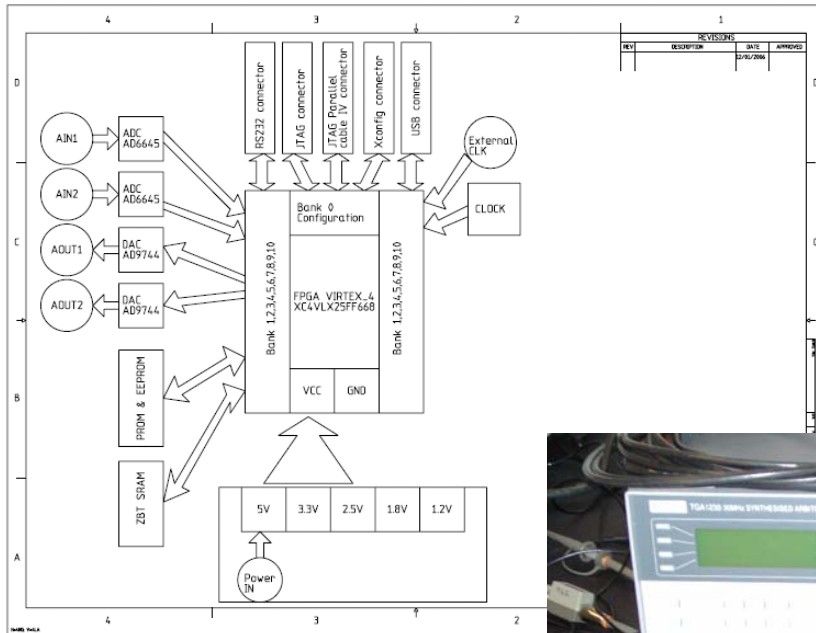 4
3
2
1
REVISIONS
REV
DESCRIPTION
DATE
APPROVED
12/01/2006
D
RS232 connector
JTAG connector
JTAG Parallel
cable IV connector
Xconfig connector
USB connector
AIN1
ADC
AD6645
External
CLK
AIN2
ADC
AD6645
CLOCK
Bank 0
Configuration
C
AOUT1
DAC
AD9744
AOUT2
DAC
AD9744
Bank 1,2,3,4,5,6,7,8,9,10
FPGA VIRTEX_4
XC4VLX25FF668
Bank 1,2,3,4,5,6,7,8,9,10
VCC
GND
B
B
PROM & EEPROM
ZBT SRAM
5V
3.3V
2.5V
1.8V
1.2V
A
A
Power
IN
TGA1230 30MHz SYNTHESISED ARBIT
4
3
2